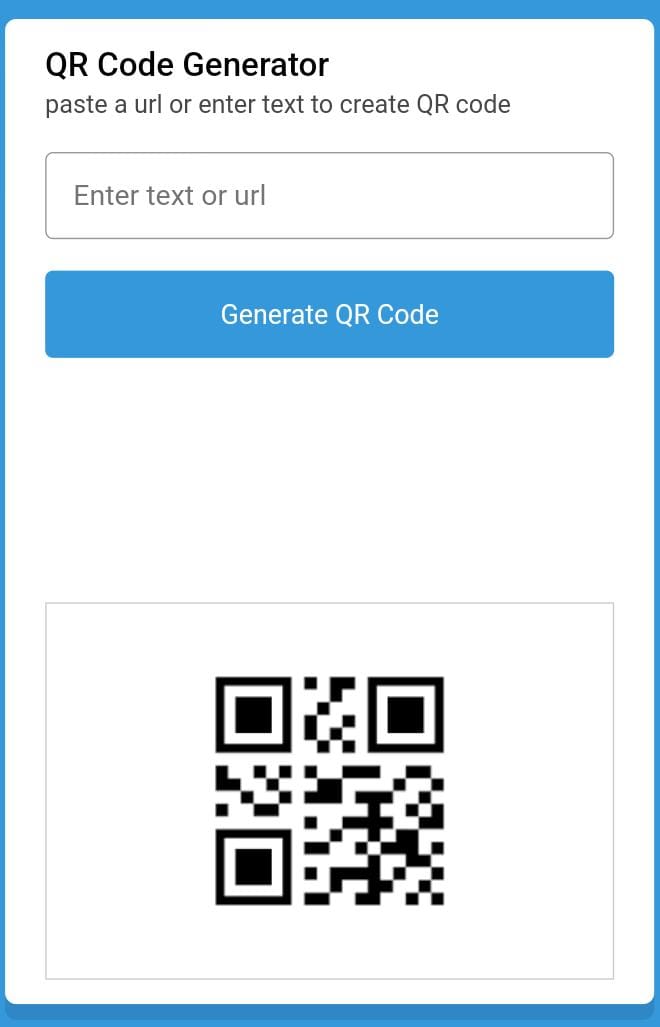 QR Code Generator
paste a url or enter text to create QR code
Enter text or url
Generate QR Code